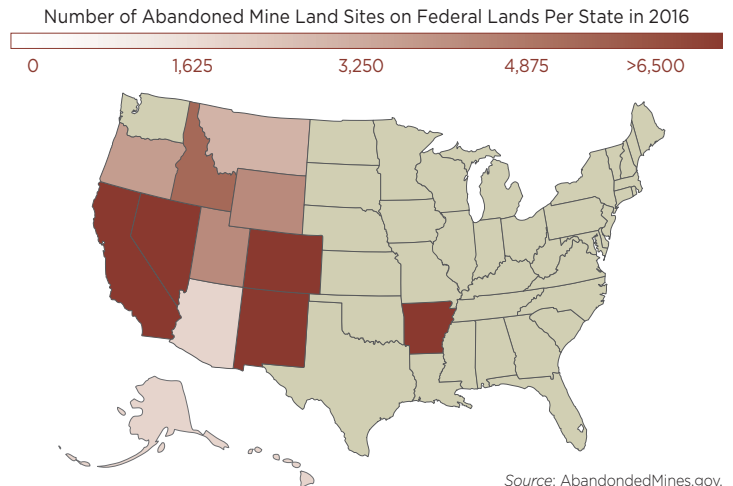 Number of Abandoned Mine Land Sites on Federal Lands Per State in 2016
0 1,625 3,250 4,875 >6,500
Source: AbandondedMines.gov.